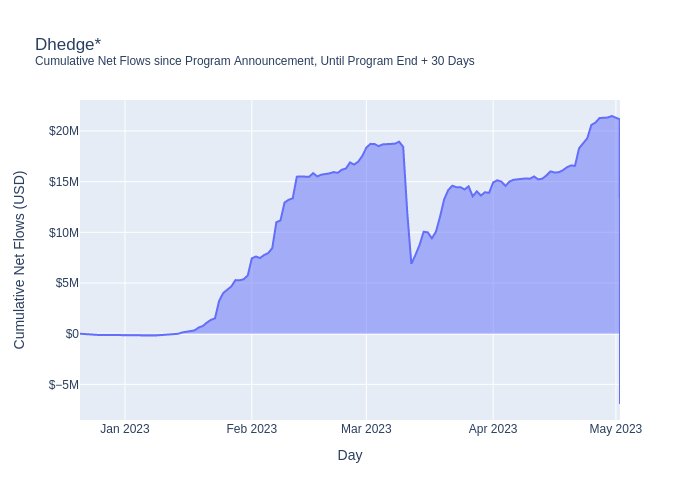 Dhedge*
Cumulative Net Flows since Program Announcement, Until Program End + 30 Days
Cumulative Net Flows (USD)
$20M
$15M
$10M
$5M
$0
$−5M
Jan 2023
Feb 2023
Mar 2023
Apr 2023
May 2023
Day